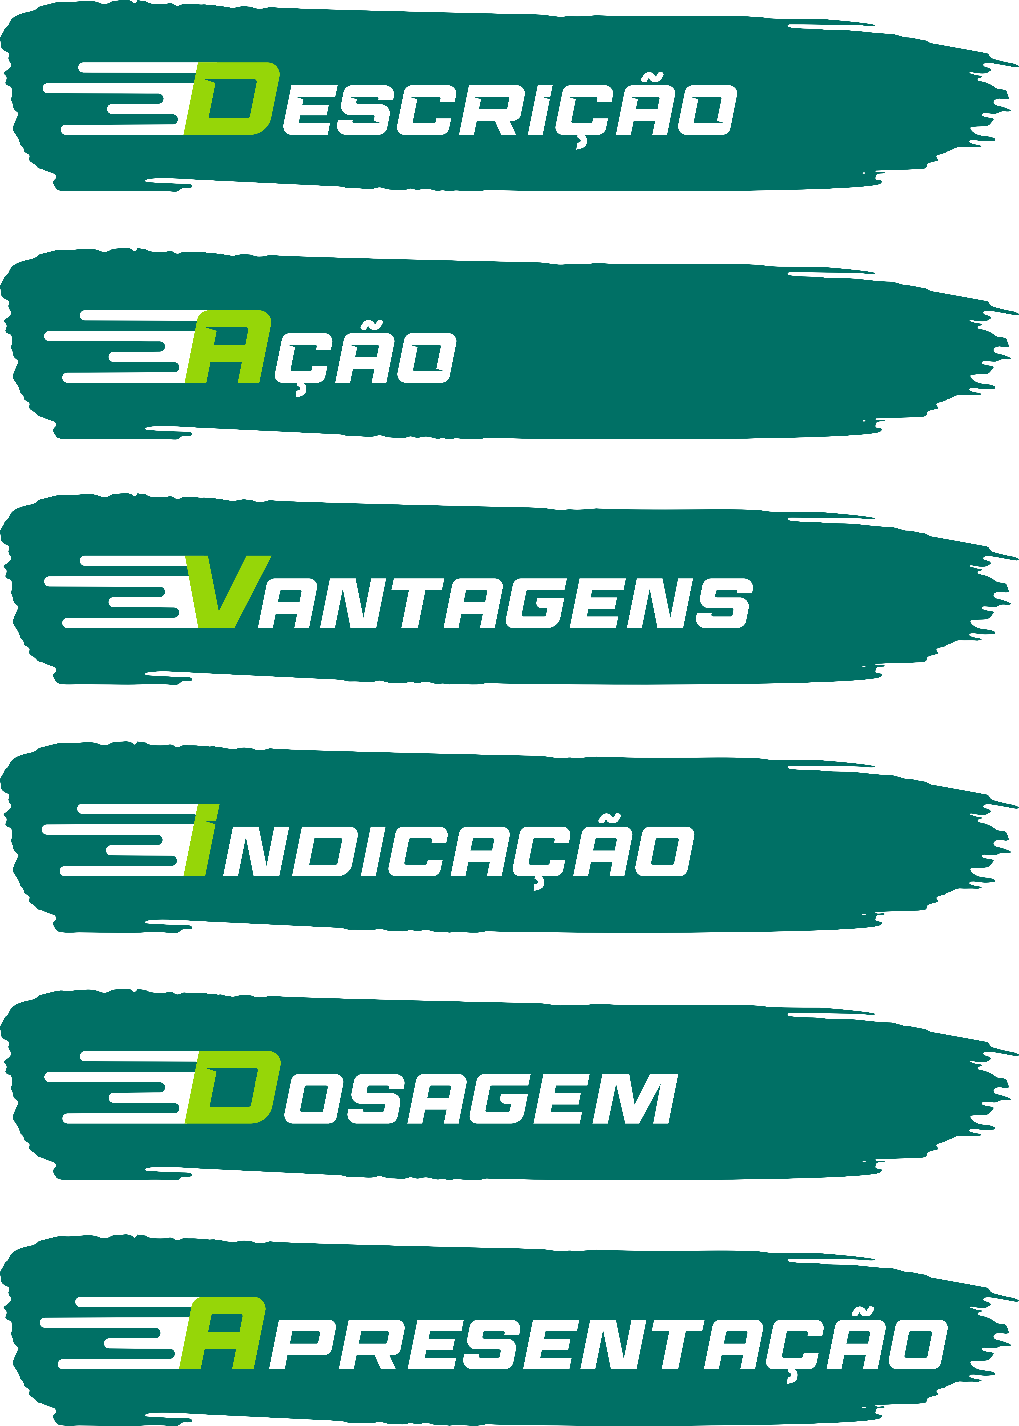 DESCRIÇÃO
AÇÃO
VANTAGENS
INDICAÇÃO
DOSAGEM
APRESENTAÇÃO